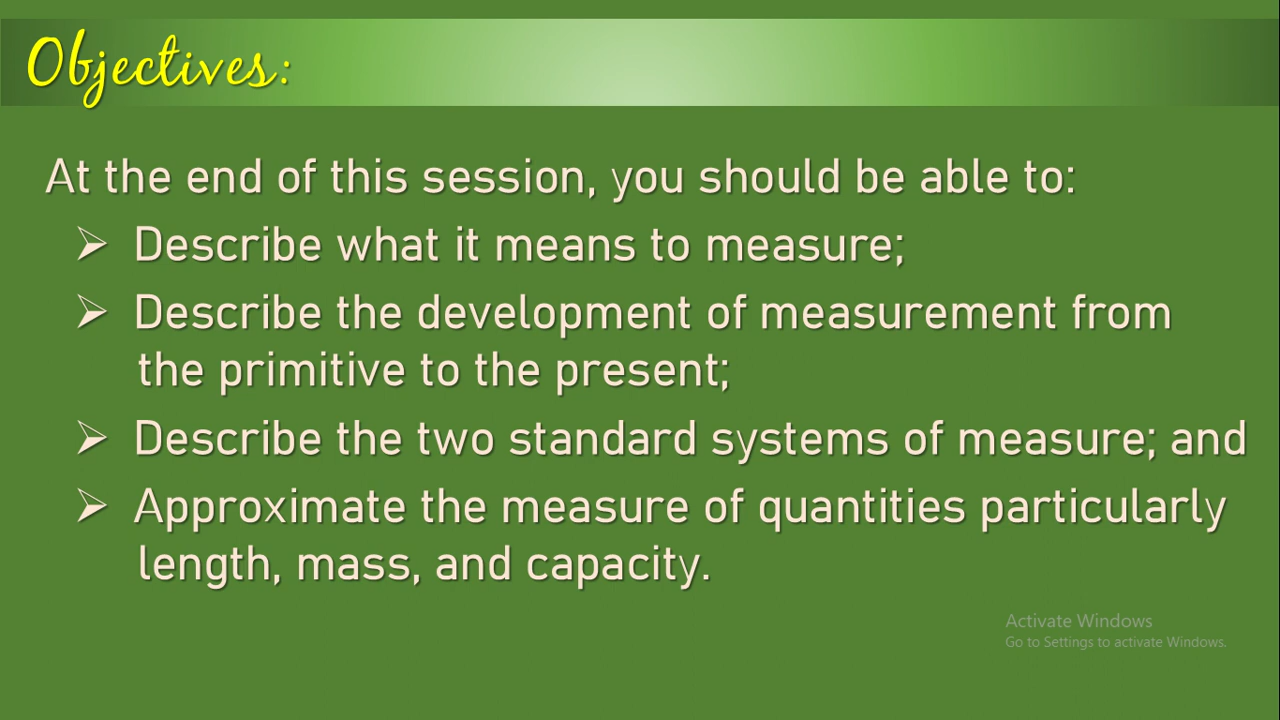 Objectives:
At the end of this session, you should be able to:
➢ Describe what it means to measure;
➢ Describe the development of measurement from
the primitive to the present;
➢ Describe the two standard systems of measure; and
➢ Approximate the measure of quantities particularly
length, mass, and capacity.
Activate Windows
Go to Settings to activate Windows.